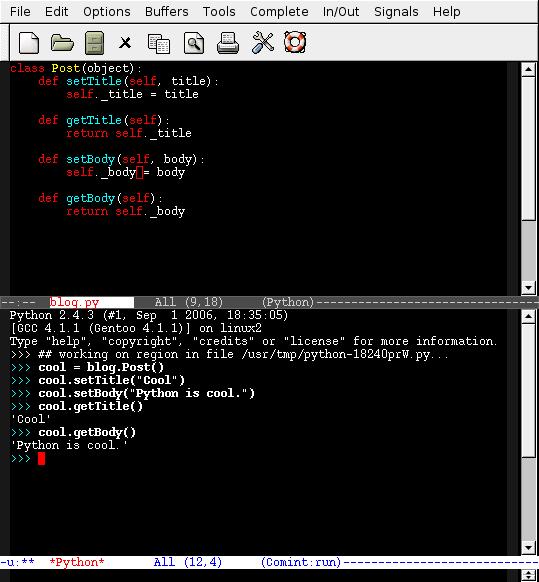 File Edit Options Buffers Tools Complete In/Out Signals Help
class Post(object):
    def setTitle(self, title):
        self._title = title
    def getTitle(self):
        return self._title
    def setBody(self, body):
        self._body = body
    def getBody(self):
        return self._body
--:-- blog.py All (9,18) (Python)
Python 2.4.3 (#1, Sep 1 2006, 18:35:05)
[GCC 4.1.1 (Gentoo 4.1.1)] on linux2
Type "help", "copyright", "credits" or "license" for more information.
>>> ## working on region in file /usr/tmp/python-18240prW.py...
>>> cool = blog.Post()
>>> cool.setTitle("Cool")
>>> cool.setBody("Python is cool.")
>>> cool.getTitle()
'Cool'
>>> cool.getBody()
'Python is cool.'
>>>
-u:** *Python* All (12,4) (Comint:run)